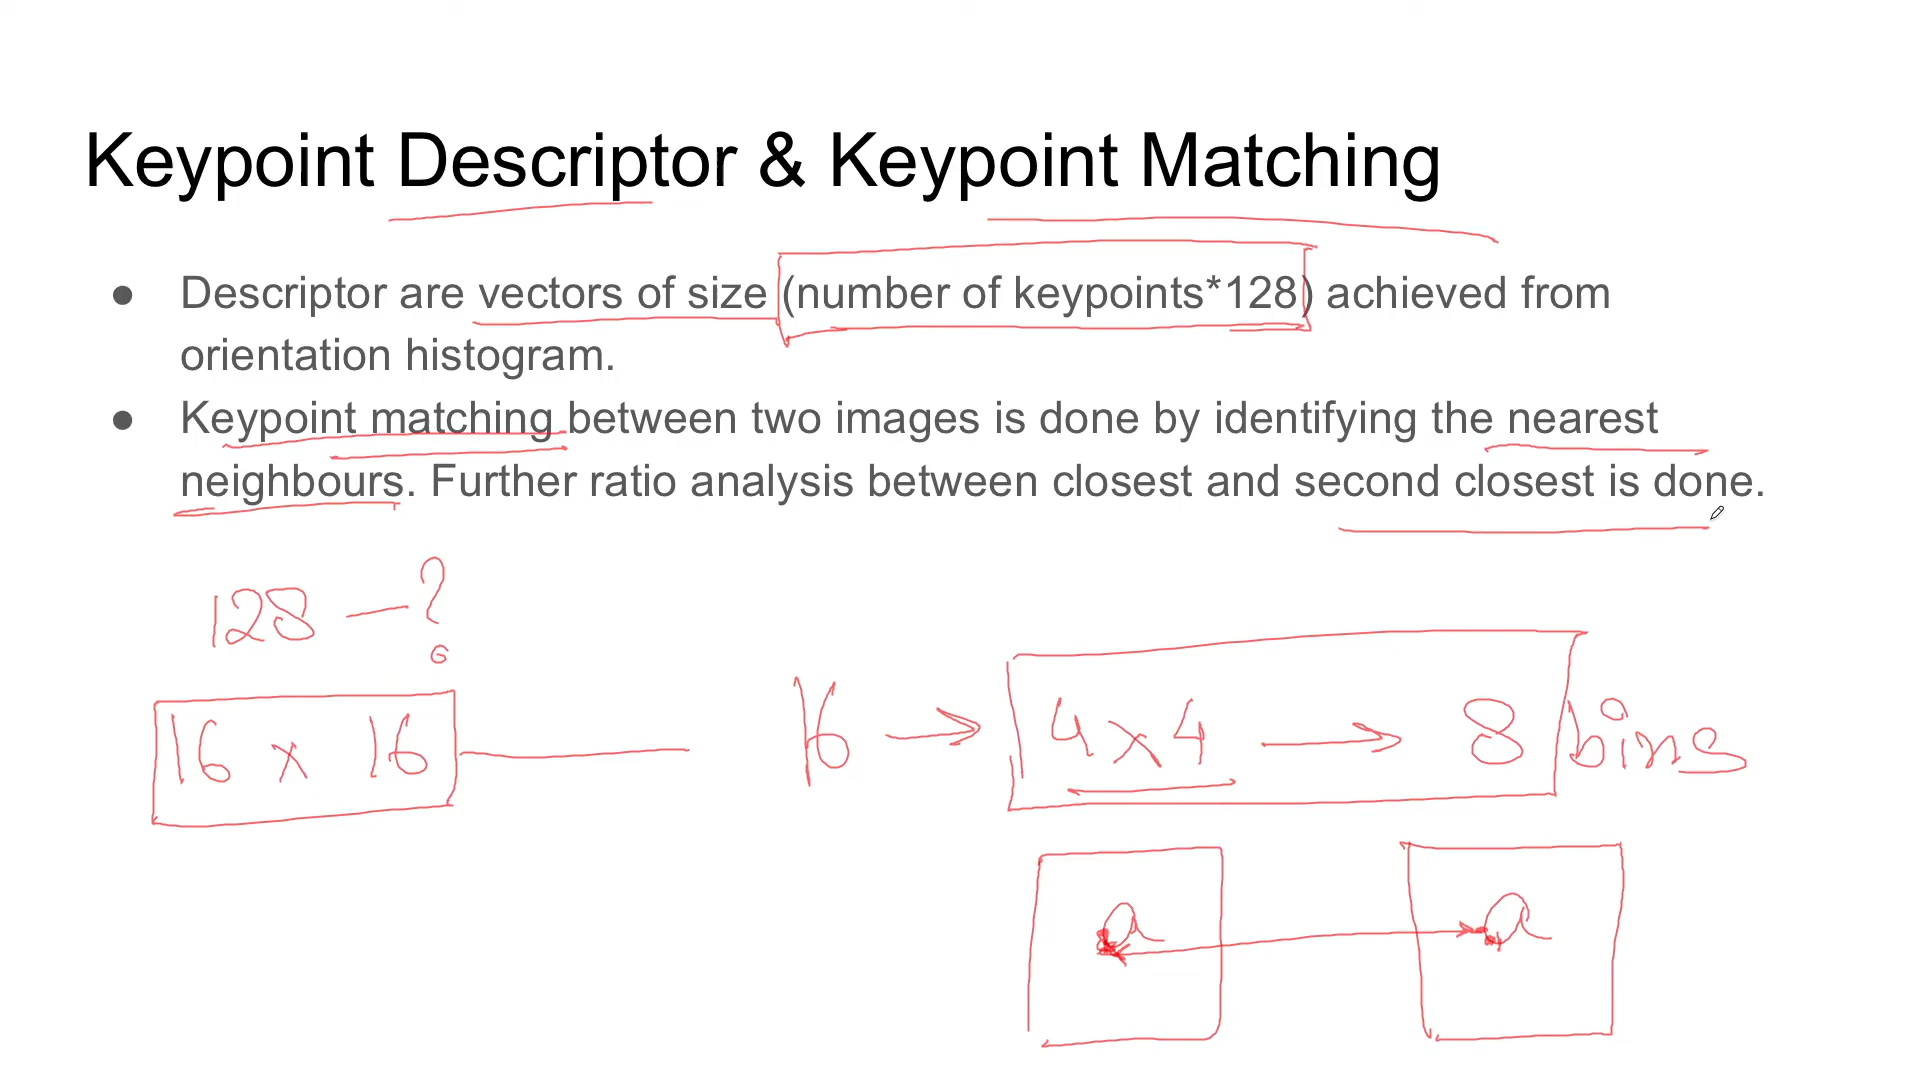 Keypoint Descriptor & Keypoint Matching
● Descriptor are vectors of size (number of keypoints*128) achieved from
orientation histogram.
● Keypoint matching between two images is done by identifying the nearest
neighbours. Further ratio analysis between closest and second closest is done.
128 — ?
16 x 16
16 → 4x4 → 8 bins
a a